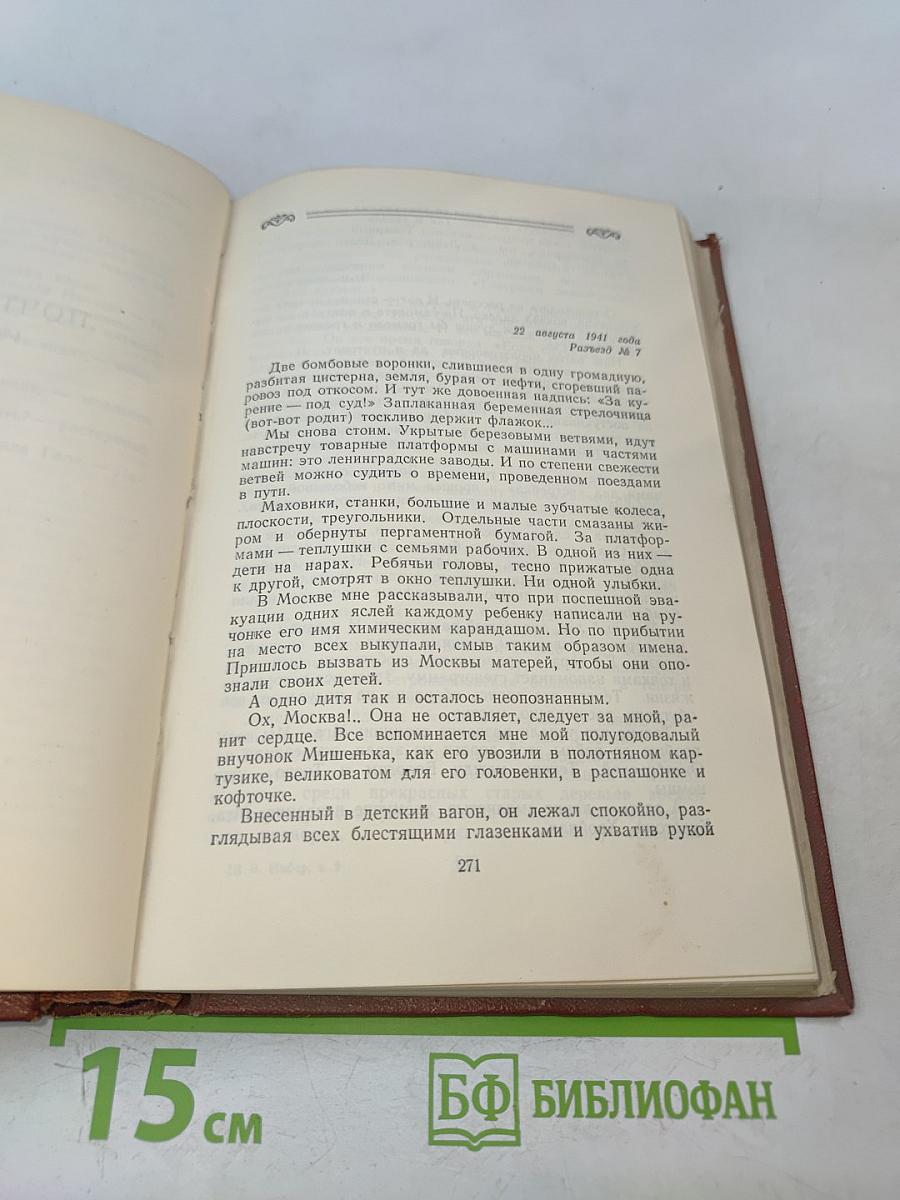 22 августа 1941 года
Разъезд № 7
Две бомбовые воронки, слившиеся в одну громадную,
разбитая цистерна, земля, бурая от нефти, сгоревший па-
ровоз под откосом. И тут же довоенная надпись: «За ку-
рение — под суд!» Заплаканная беременная стрелочница
(вот-вот родит) тоскливо держит флажок...
Мы снова стоим. Укрытые березовыми ветвями, идут
навстречу товарные платформы с машинами и частями
машин: это ленинградские заводы. И по степени свежести
ветвей можно судить о времени, проведенном поездами
в пути.
Маховики, станки, большие и малые зубчатые колеса,
плоскости, треугольники. Отдельные части смазаны жи-
ром и обернуты пергаментной бумагой. За платфор-
мами — теплушки с семьями рабочих. В одной из них —
дети на нарах. Ребячьи головы, тесно прижатые одна
к другой, смотрят в окно теплушки. Ни одной улыбки.
В Москве мне рассказывали, что при поспешной эва-
куации одних яслей каждому ребенку написали на ру-
чонке его имя химическим карандашом. Но по прибытии
на место всех выкупали, смыв таким образом имена.
Пришлось вызвать из Москвы матерей, чтобы они опо-
знали своих детей.
А одно дитя так и осталось неопознанным.
Ох, Москва!.. Она не оставляет, следует за мной, ра-
нит сердце. Все вспоминается мне мой полугодовалый
внучонок Мишенька, как его увозили в полотняном кар-
тузике, великоватом для его головенки, в распашонке и
кофточке.
Внесенный в детский вагон, он лежал спокойно, раз-
глядывая всех блестящими глазенками и ухватив рукой
271
15 см
БФ БИБЛИОФАН